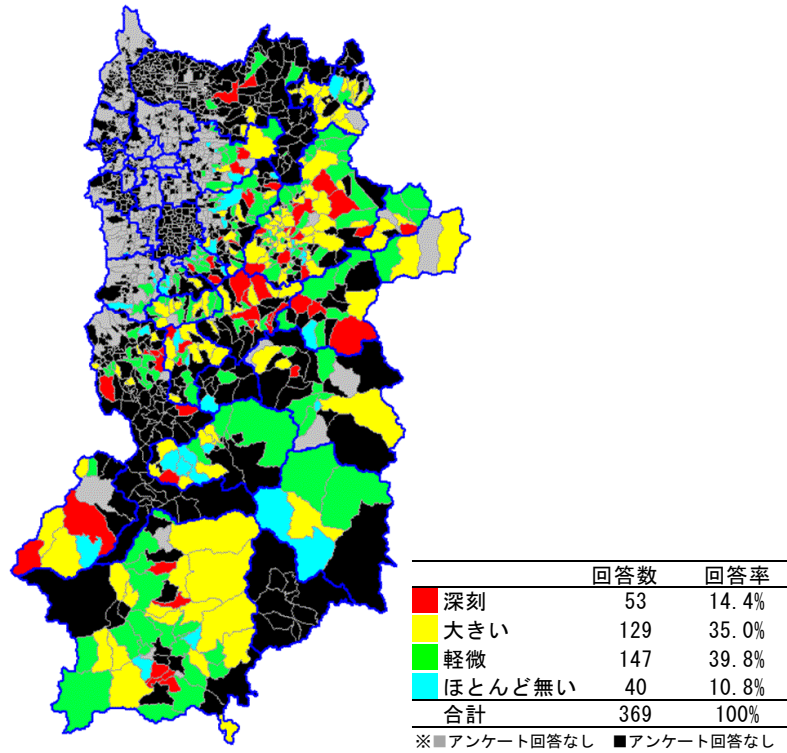 回答数 回答率
深刻 53 14.4%
大きい 129 35.0%
軽微 147 39.8%
ほとんど無い 40 10.8%
合計 369 100%
※■アンケート回答なし ■アンケート回答なし